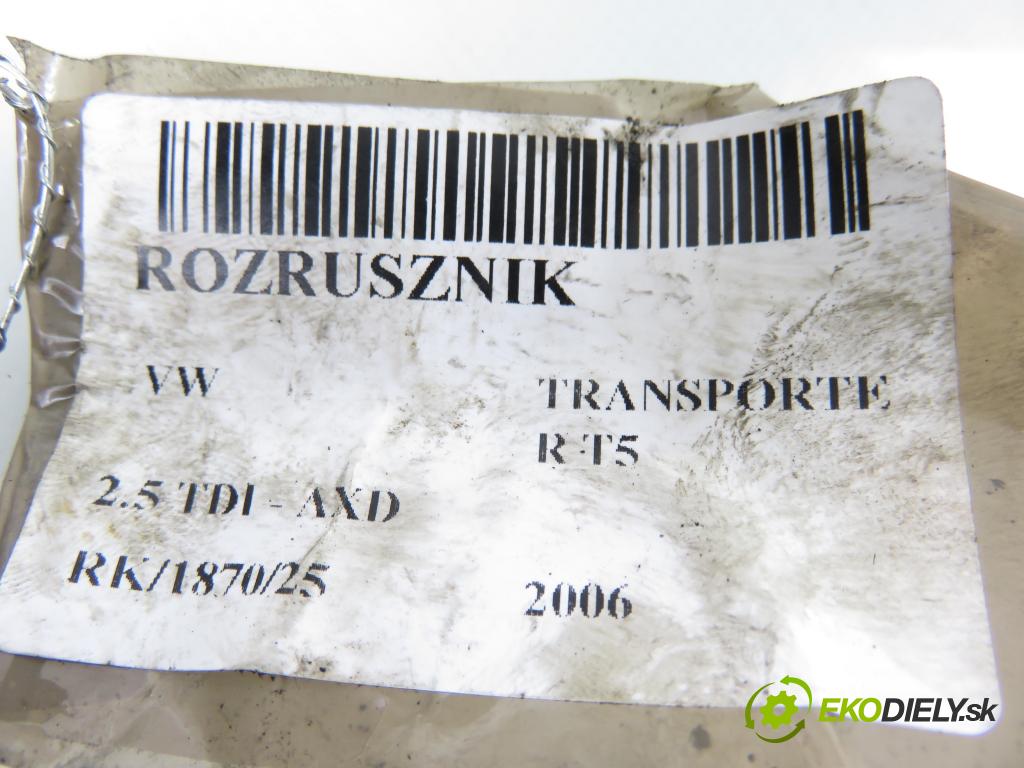 ROZRUSZNIK
VW
TRANSPORTE
R T5
2.5 TDI - AXD
RK/1870/25
2006
EKODIELY.sk